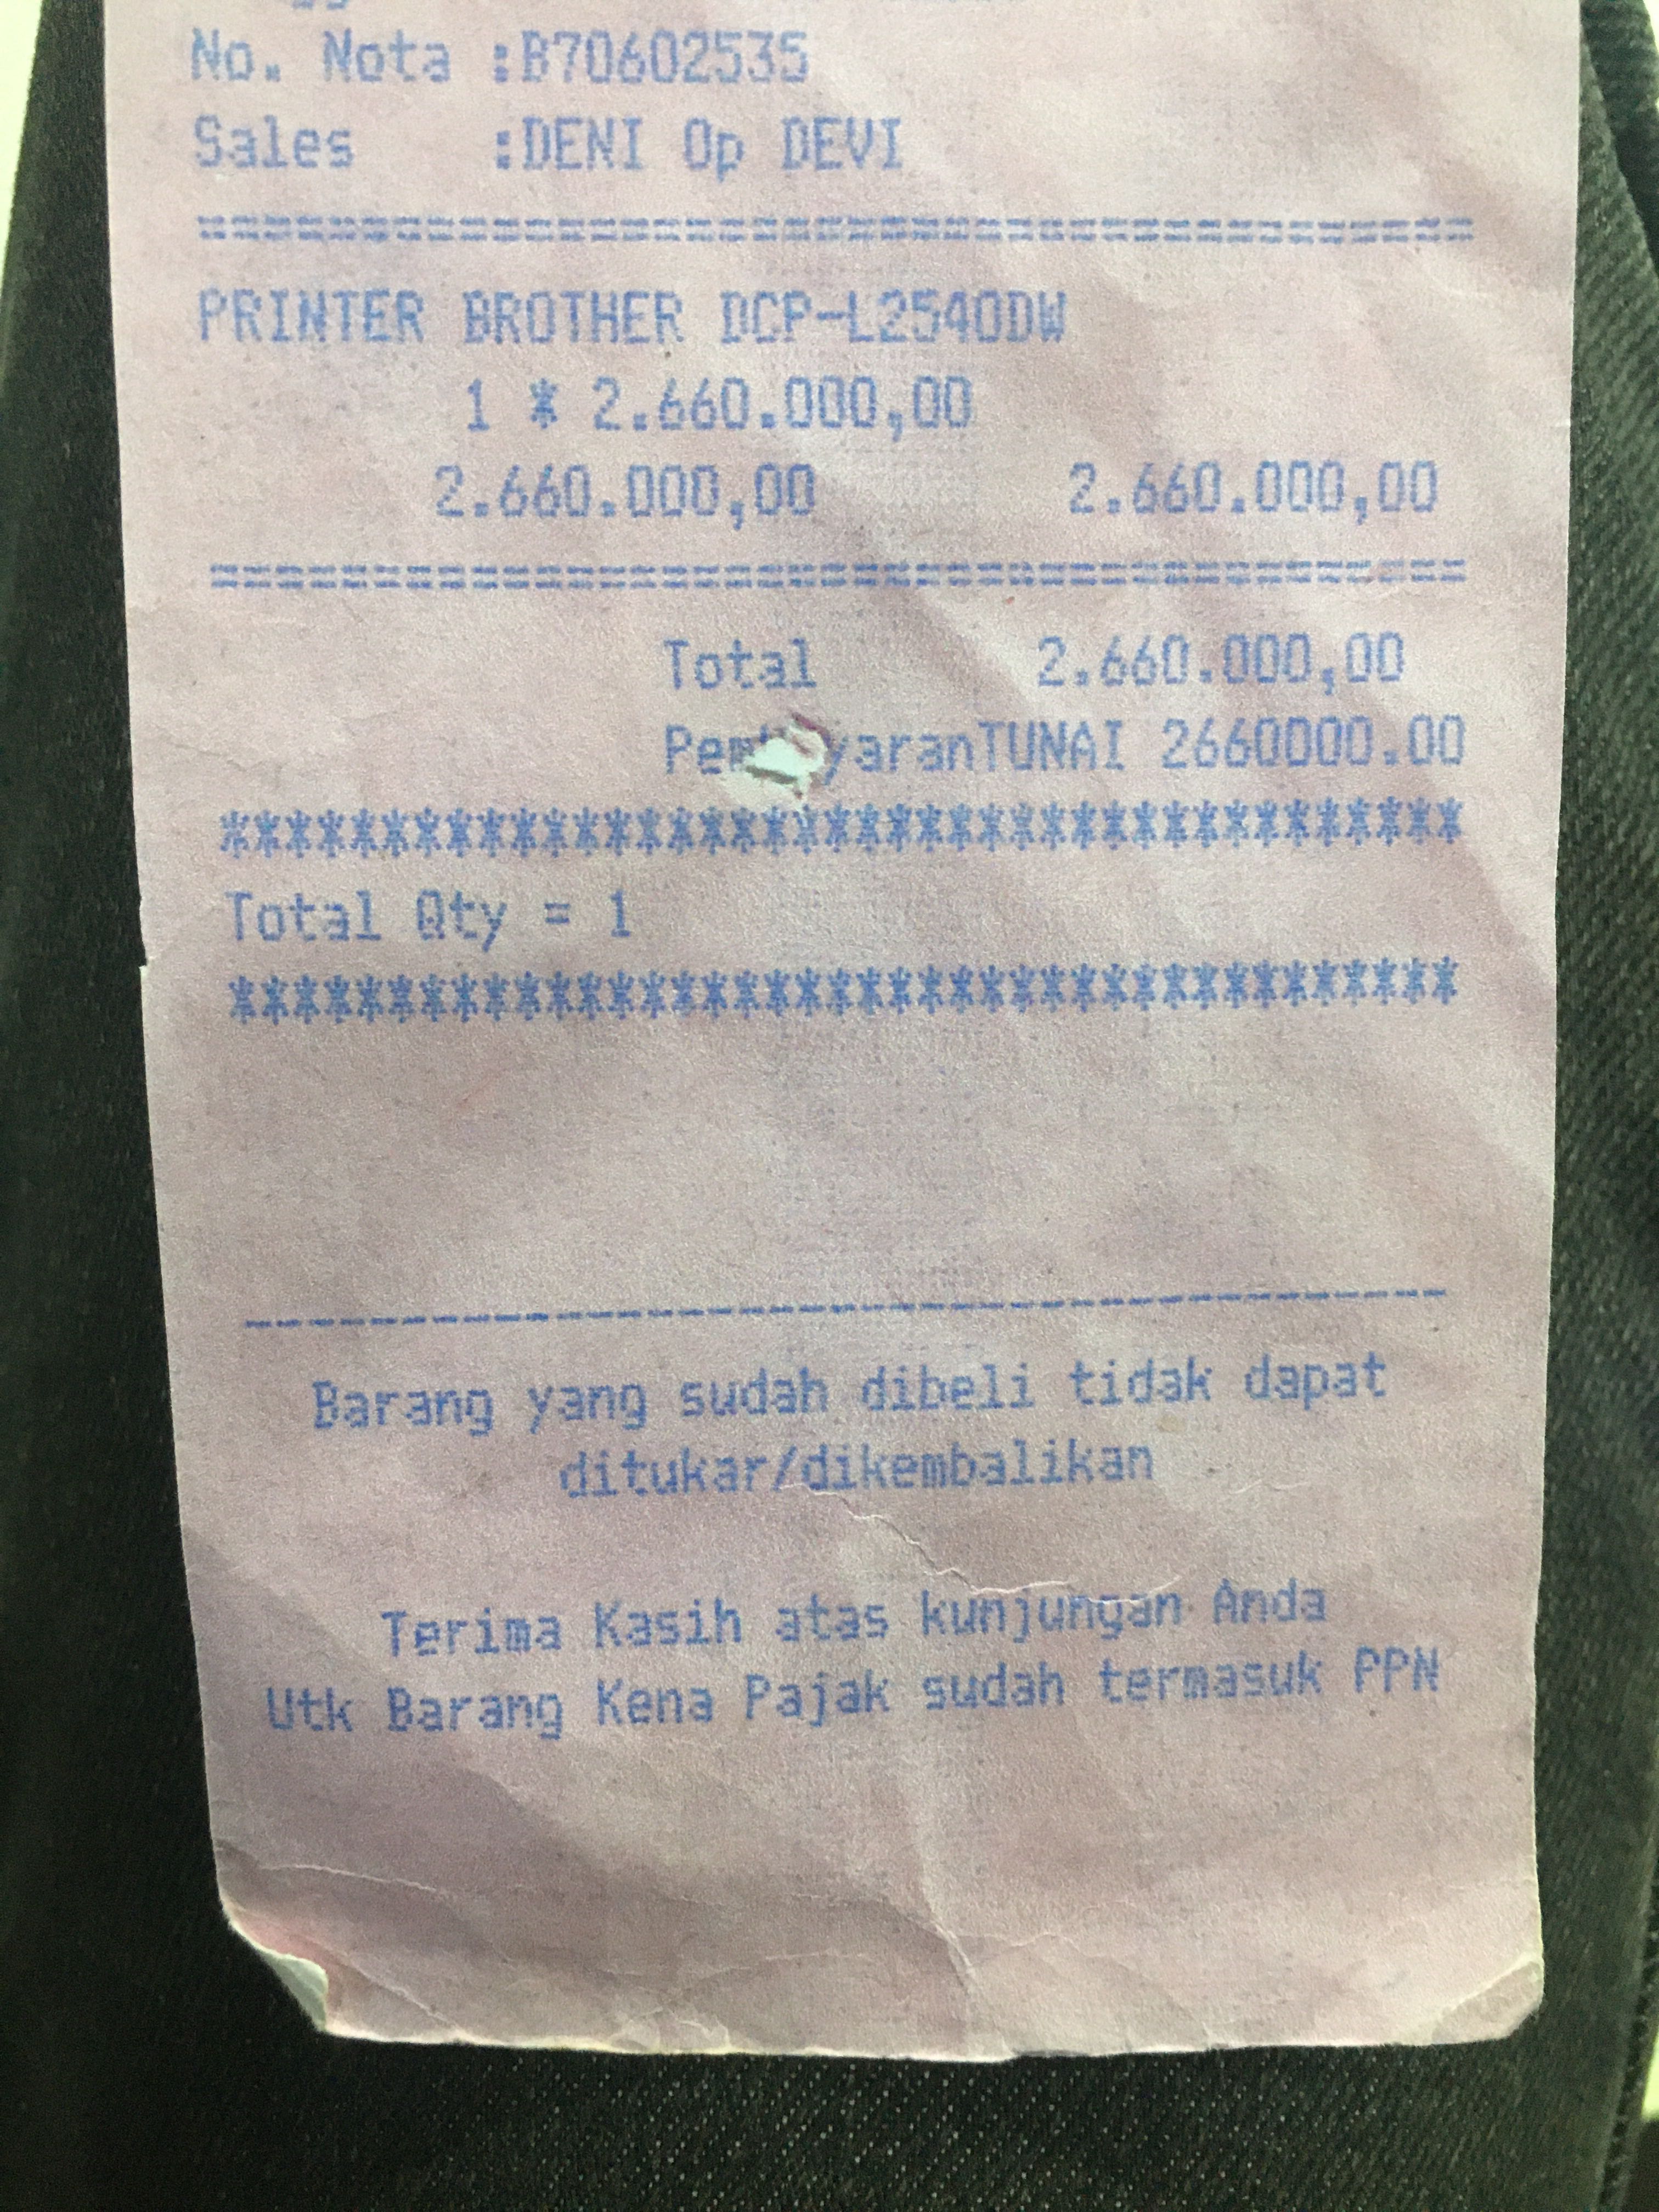 No. Nota :B70602535
Sales :DENI Op DEVI
========================================
PRINTER BROTHER DCP-L2540DW
1 * 2.660.000,00
2.660.000,00 2.660.000,00
========================================
Total 2.660.000,00
TUNAI 2660000.00
***************************************
Total Qty = 1
***************************************
--------------------------------------
Barang yang sudah dibeli tidak dapat
ditukar/dikembalikan
Terima Kasih atas kunjungan Anda
Utk Barang Kena Pajak sudah termasuk PPN